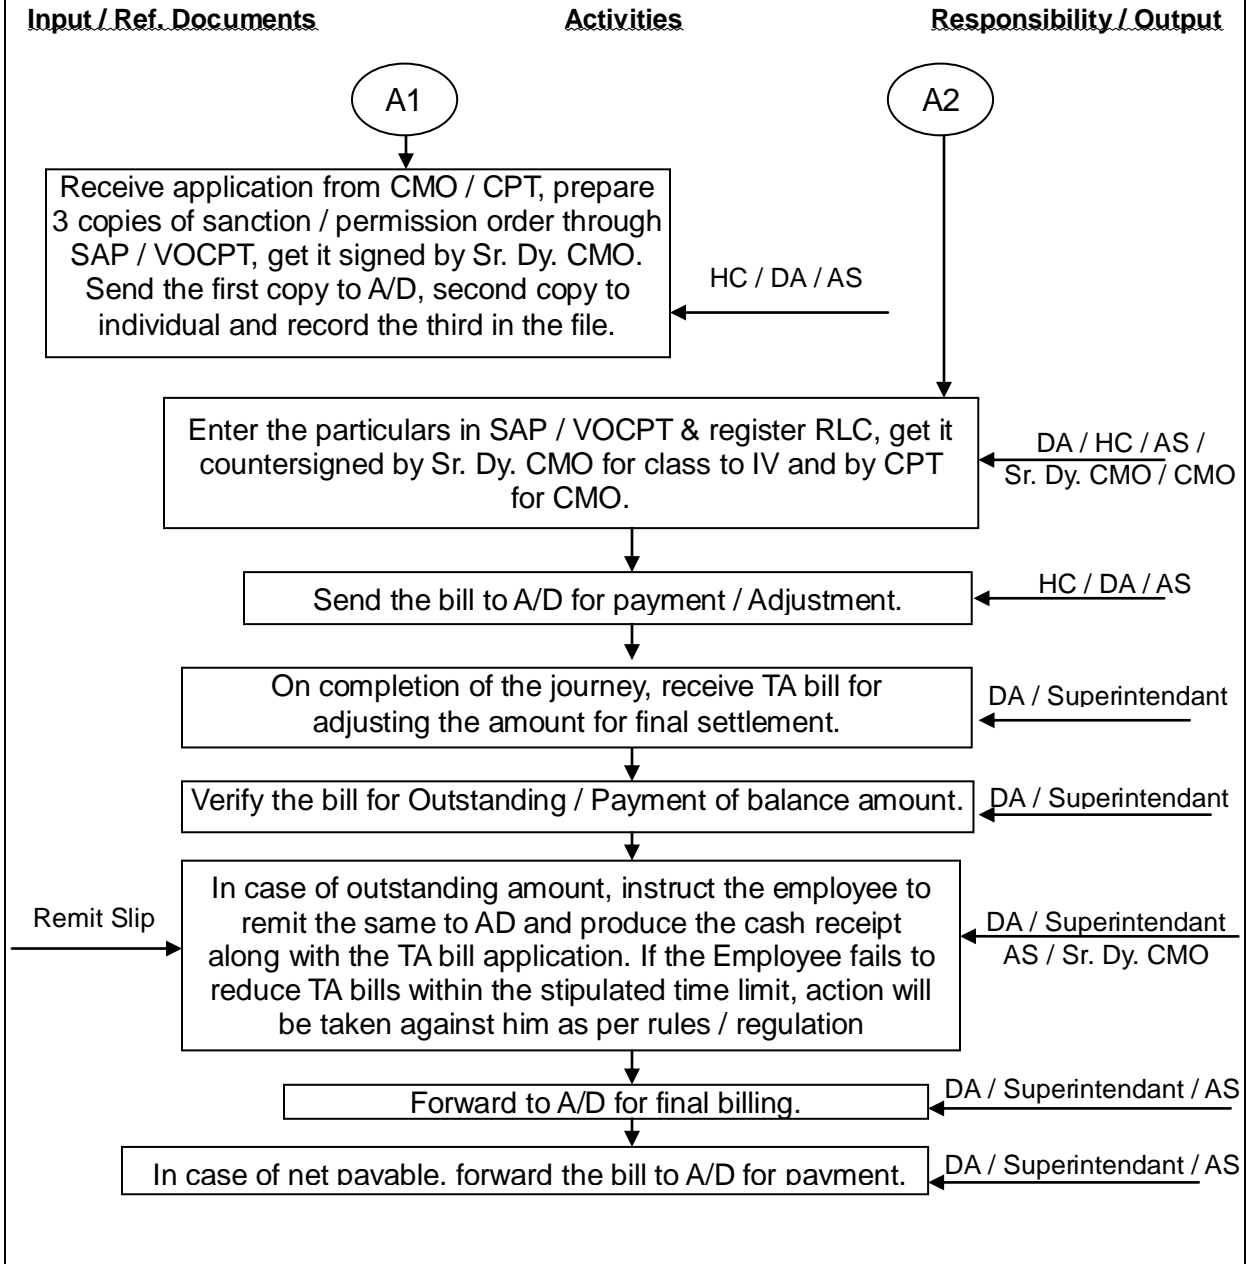 Input / Ref. Documents
Activities
Responsibility / Output
A1
A2
Receive application from CMO / CPT, prepare
3 copies of sanction / permission order through
SAP / VOCPT, get it signed by Sr. Dy. CMO.
Send the first copy to A/D, second copy to
individual and record the third in the file.
HC / DA / AS
Enter the particulars in SAP / VOCPT & register RLC, get it
countersigned by Sr. Dy. CMO for class to IV and by CPT
for CMO.
DA / HC / AS /
Sr. Dy. CMO / CMO
Send the bill to A/D for payment / Adjustment.
HC / DA / AS
On completion of the journey, receive TA bill for
adjusting the amount for final settlement.
DA / Superintendant
Verify the bill for Outstanding / Payment of balance amount.
DA / Superintendant
Remit Slip
In case of outstanding amount, instruct the employee to
remit the same to AD and produce the cash receipt
along with the TA bill application. If the Employee fails to
reduce TA bills within the stipulated time limit, action will
be taken against him as per rules / regulation
DA / Superintendant
AS / Sr. Dy. CMO
Forward to A/D for final billing.
DA / Superintendant / AS
In case of net payable, forward the bill to A/D for payment.
DA / Superintendant / AS